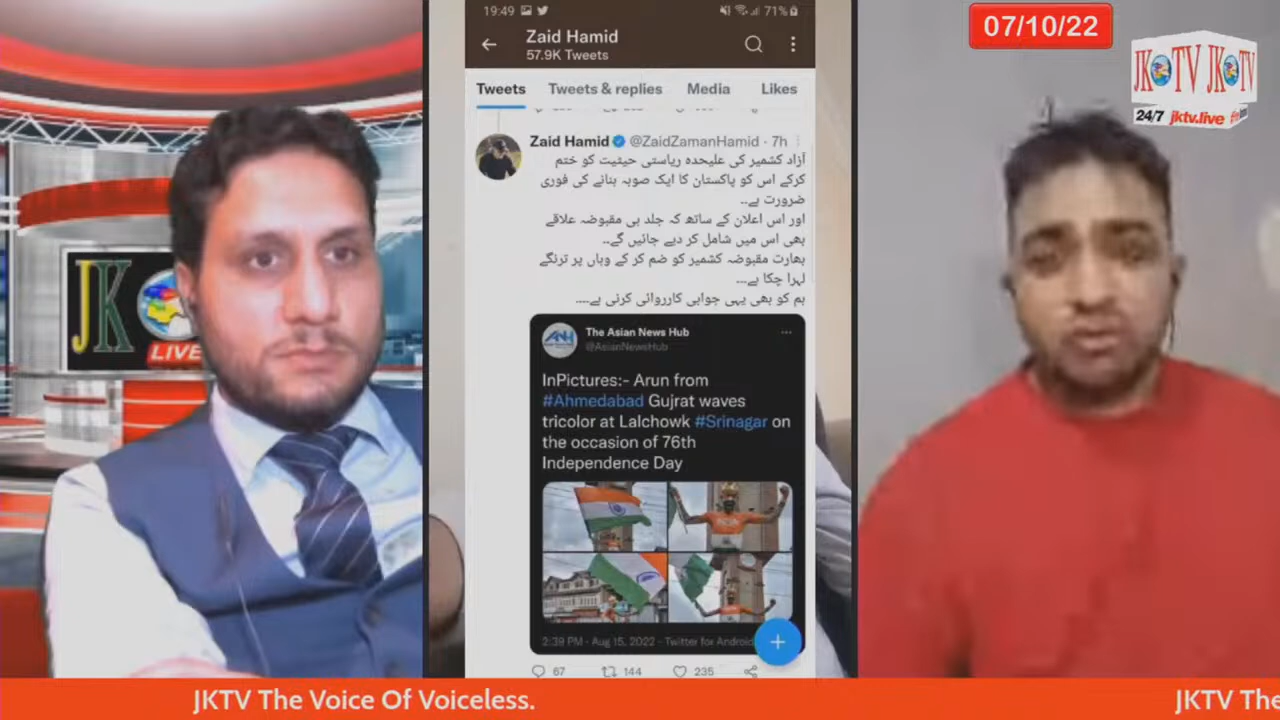 19:49
71%
Zaid Hamid
57.9K Tweets
Tweets
Tweets & replies
Media
Likes
Zaid Hamid
@ZaidZamanHamid · 7h
آزاد کشمیر کی علیحدہ ریاستی حیثیت کو ختم
کرکے اس کو پاکستان کا ایک صوبہ بنانے کی فوری
ضرورت ہے..
اور اس اعلان کے ساتھ کہ جلد ہی مقبوضہ علاقے
بھی اس میں شامل کر دیے جائیں گے..
بھارت مقبوضہ کشمیر کو ضم کر کے وہاں پر ترنگے
لہرا چکا ہے...
ہم کو بھی یہی جوابی کارروائی کرنی ہے....
The Asian News Hub
@AsianNewsHub
InPictures:- Arun from
#Ahmedabad Gujrat waves
tricolor at Lalchowk #Srinagar on
the occasion of 76th
Independence Day
2:39 PM - Aug 15, 2022 - Twitter for Android
67
144
235
07/10/22
JK TV JK TV
24/7 jktv.live
JK
LIVE
JKTV The Voice Of Voiceless.
JKTV The